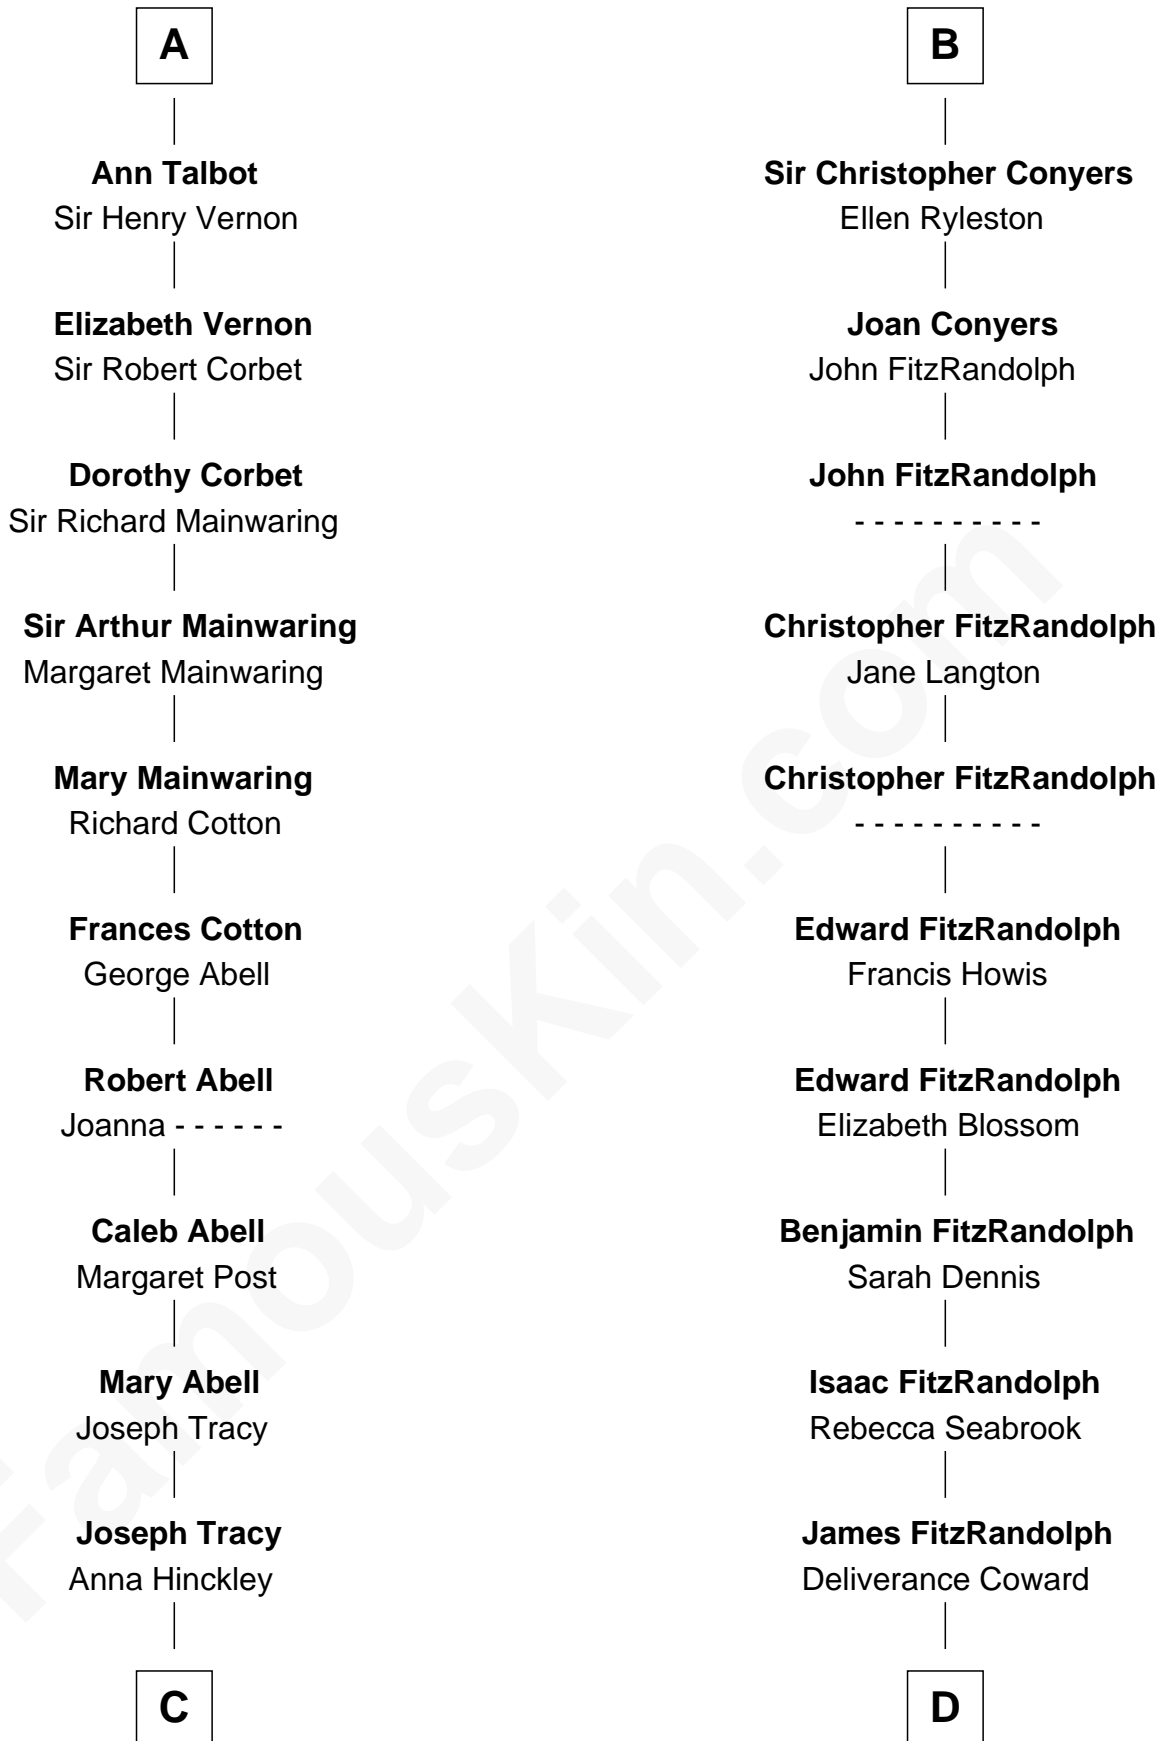 A
Ann Talbot
Sir Henry Vernon
Elizabeth Vernon
Sir Robert Corbet
Dorothy Corbet
Sir Richard Mainwaring
Sir Arthur Mainwaring
Margaret Mainwaring
Mary Mainwaring
Richard Cotton
Frances Cotton
George Abell
Robert Abell
Joanna - - - - - -
Caleb Abell
Margaret Post
Mary Abell
Joseph Tracy
Joseph Tracy
Anna Hinckley
C
B
Sir Christopher Conyers
Ellen Ryleston
Joan Conyers
John FitzRandolph
John FitzRandolph
- - - - - - - - - -
Christopher FitzRandolph
Jane Langton
Christopher FitzRandolph
- - - - - - - - - -
Edward FitzRandolph
Francis Howis
Edward FitzRandolph
Elizabeth Blossom
Benjamin FitzRandolph
Sarah Dennis
Isaac FitzRandolph
Rebecca Seabrook
James FitzRandolph
Deliverance Coward
D
FamousKin.com